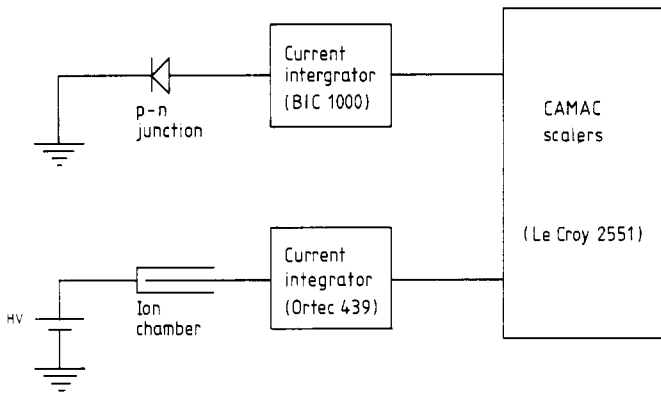 Current
intergrator
(BIC 1000)
p-n
junction
CAMAC
scalers
(Le Croy 2551)
Current
integrator
(Ortec 439)
HV
Ion
chamber